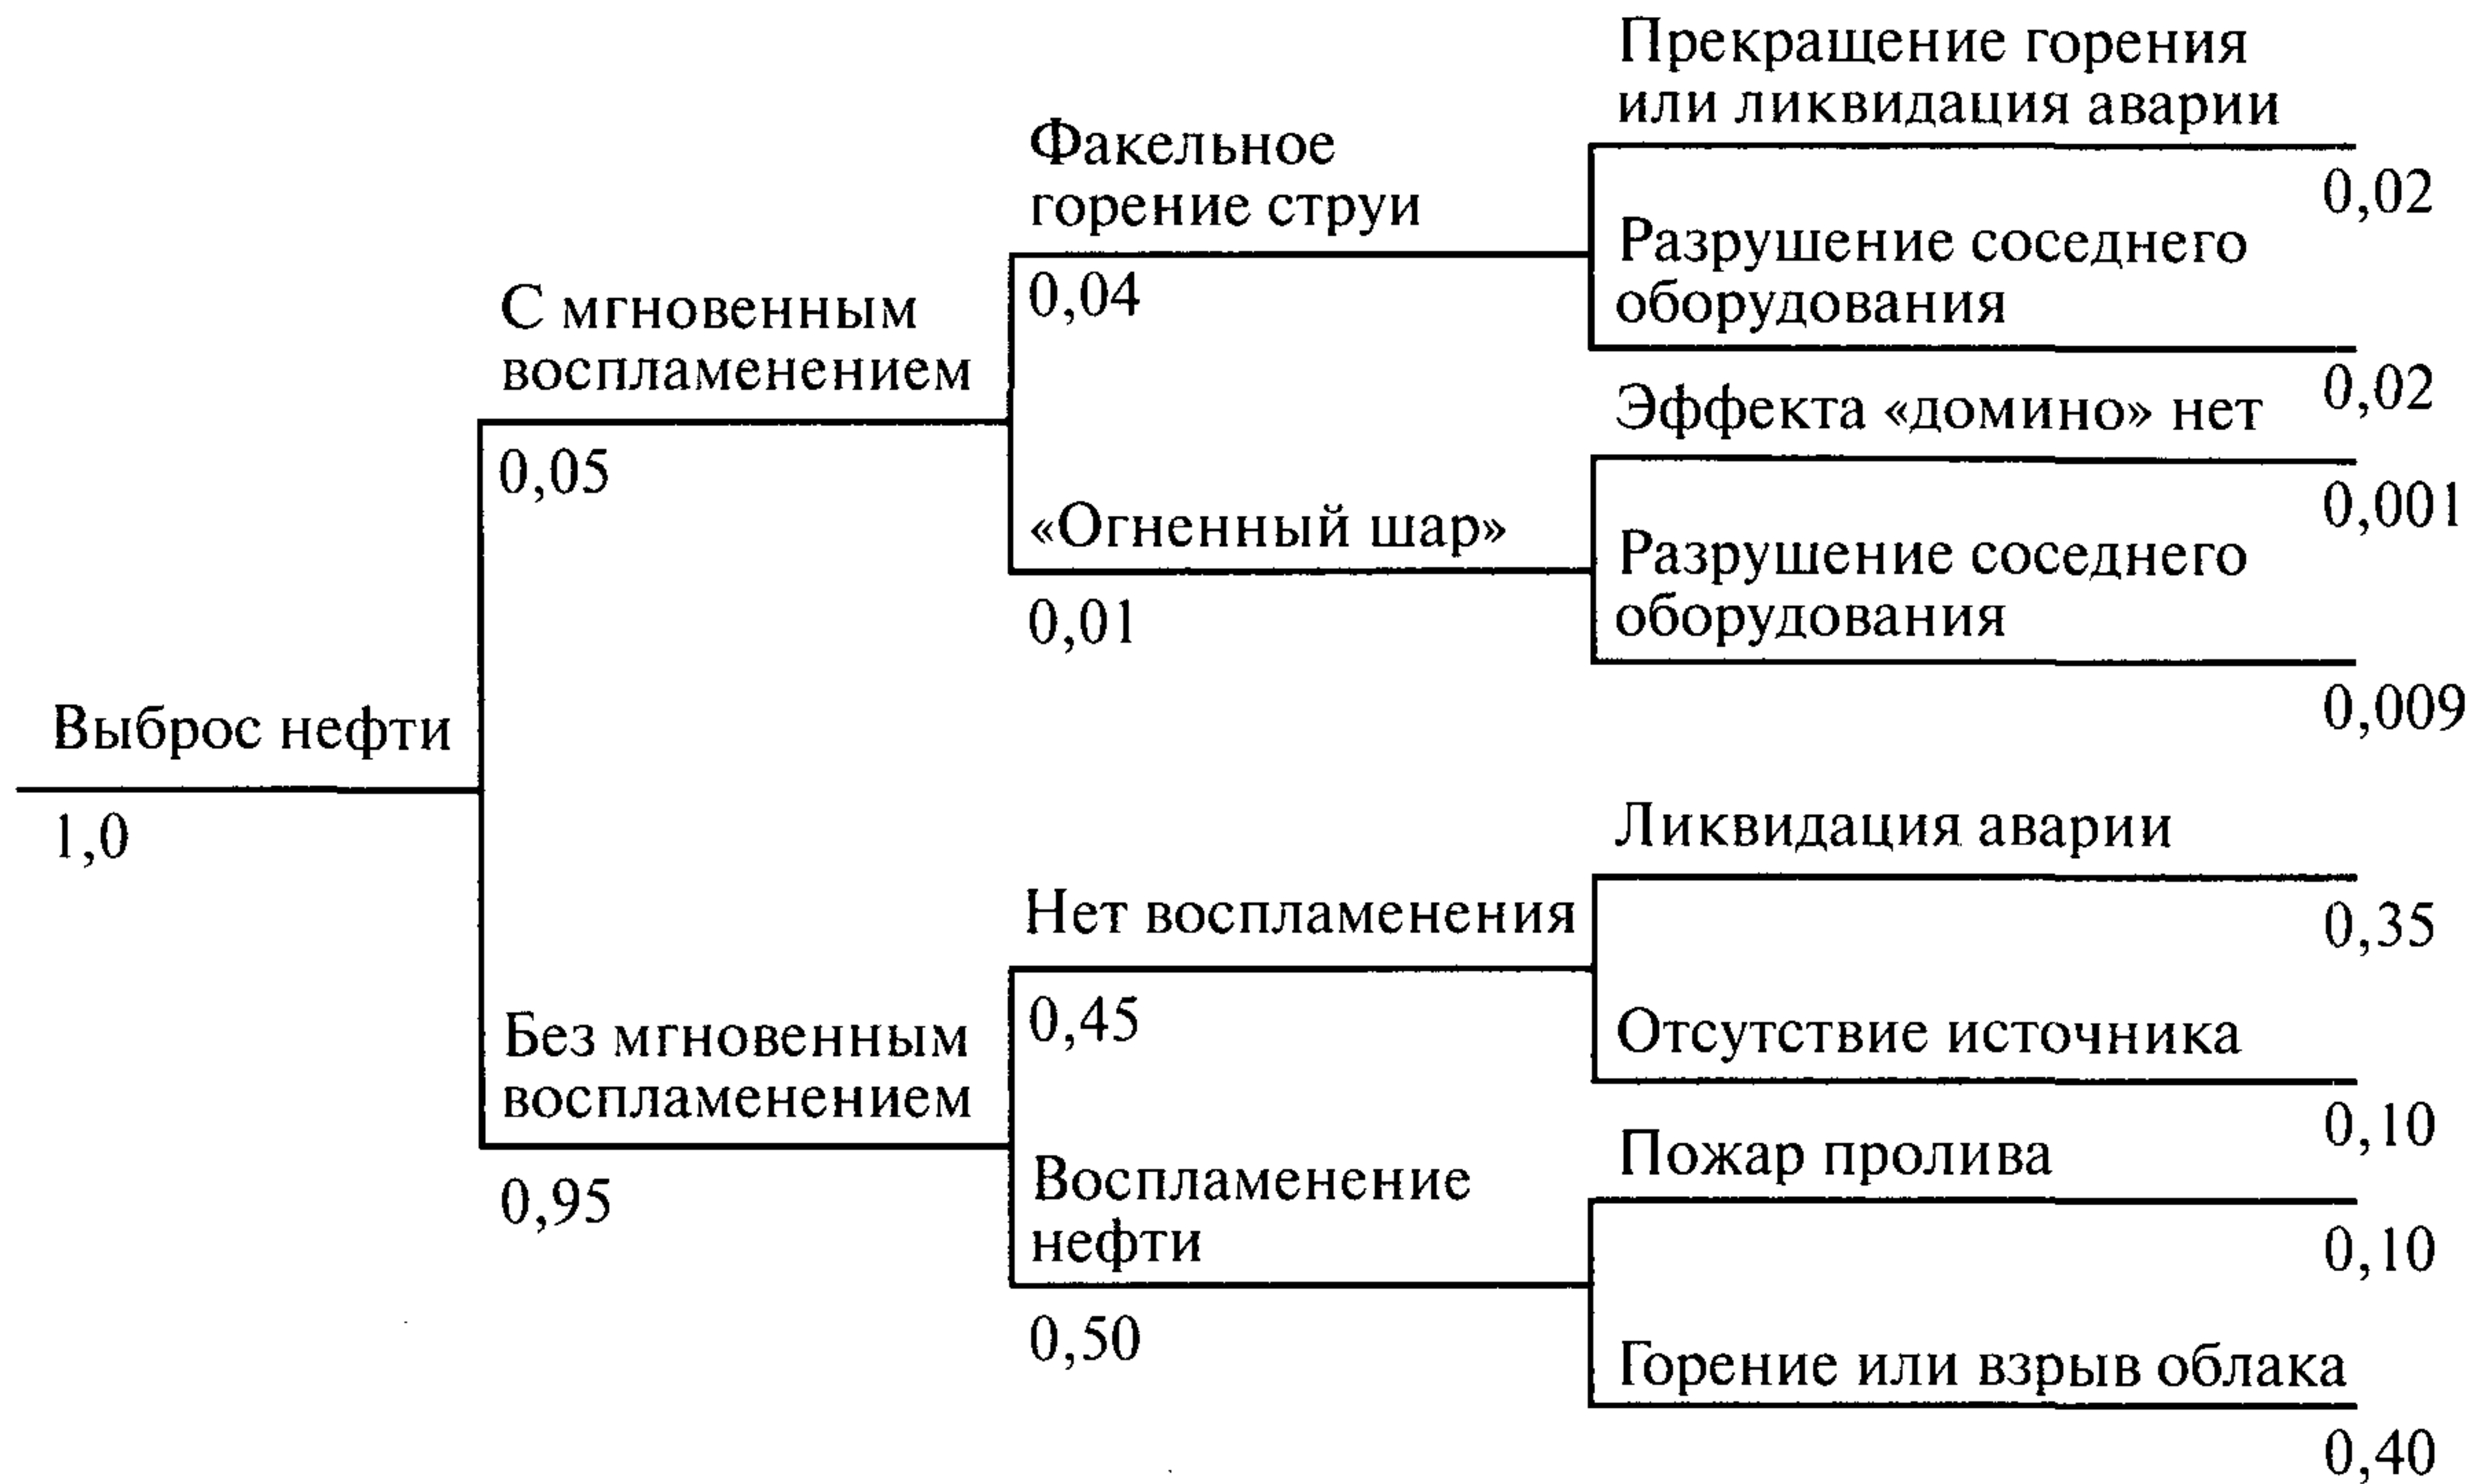 Выброс нефти
1,0
С мгновенным
воспламенением
0,05
Факельное
горение струи
0,04
Прекращение горения
или ликвидация аварии
0,02
Разрушение соседнего
оборудования
0,02
«Огненный шар»
0,01
Эффекта «домино» нет
0,001
Разрушение соседнего
оборудования
0,009
Без мгновенным
воспламенением
0,95
Нет воспламенения
0,45
Ликвидация аварии
0,35
Отсутствие источника
0,10
Воспламенение
нефти
0,50
Пожар пролива
0,10
Горение или взрыв облака
0,40